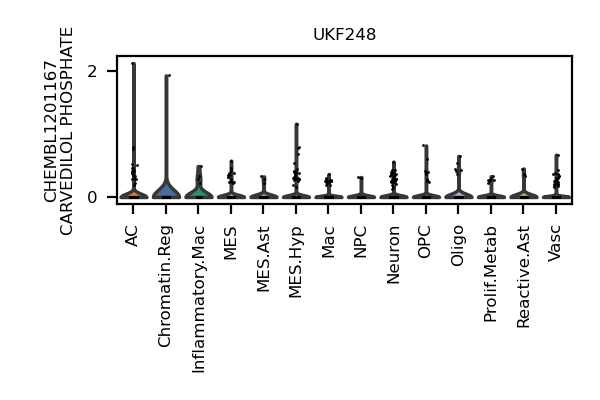 UKF248
CHEMBL1201167
CARVEDILOL PHOSPHATE
2
0
AC
Chromatin.Reg
Inflammatory.Mac
MES
MES.Ast
MES.Hyp
Mac
NPC
Neuron
OPC
Oligo
Prolif.Metab
Reactive.Ast
Vasc